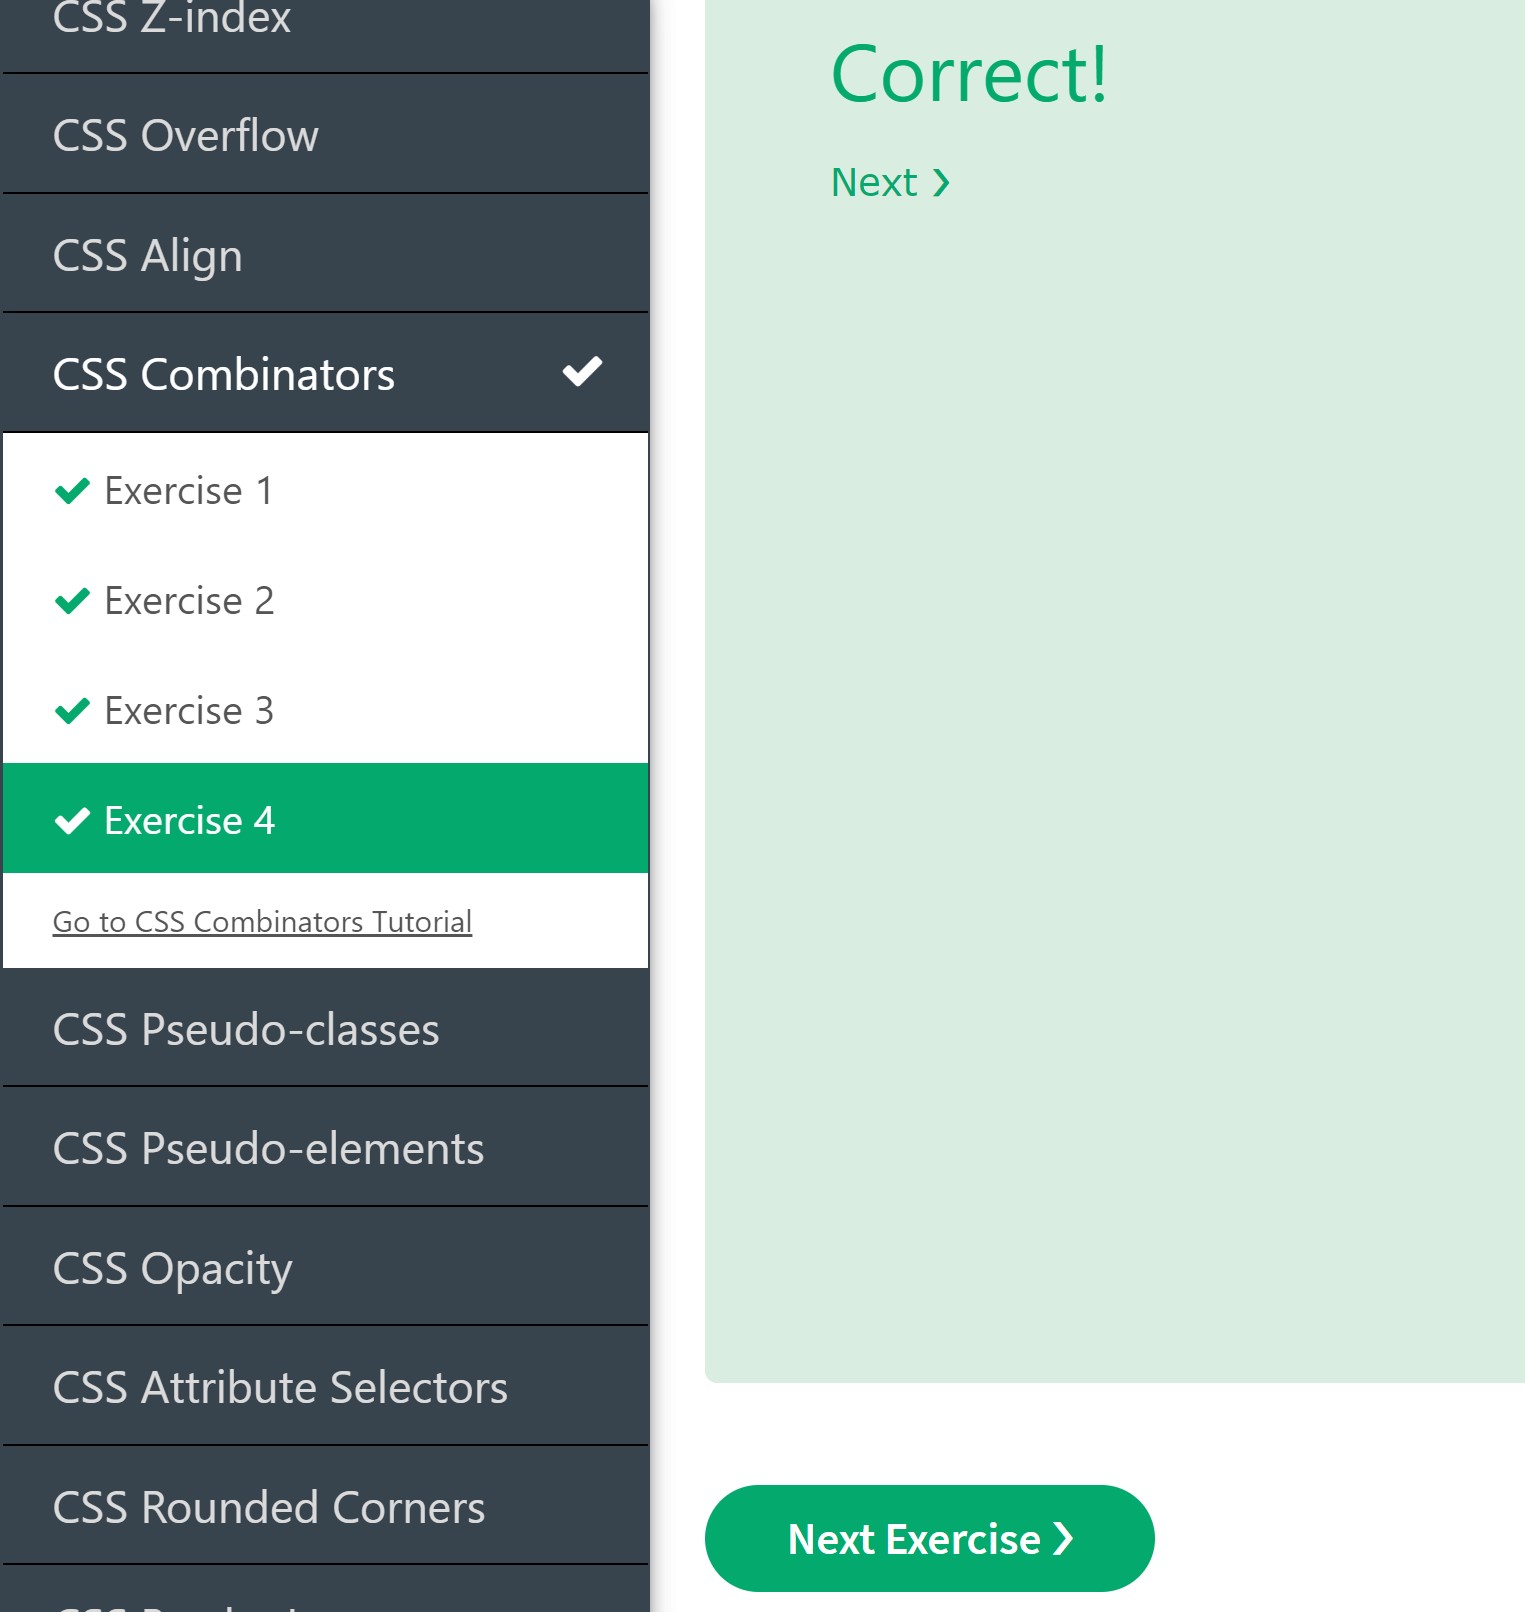 CSS Z-index
CSS Overflow
CSS Align
CSS Combinators
Exercise 1
Exercise 2
Exercise 3
Exercise 4
Go to CSS Combinators Tutorial
CSS Pseudo-classes
CSS Pseudo-elements
CSS Opacity
CSS Attribute Selectors
CSS Rounded Corners
CSS
Correct!
Next ❯
Next Exercise ❯